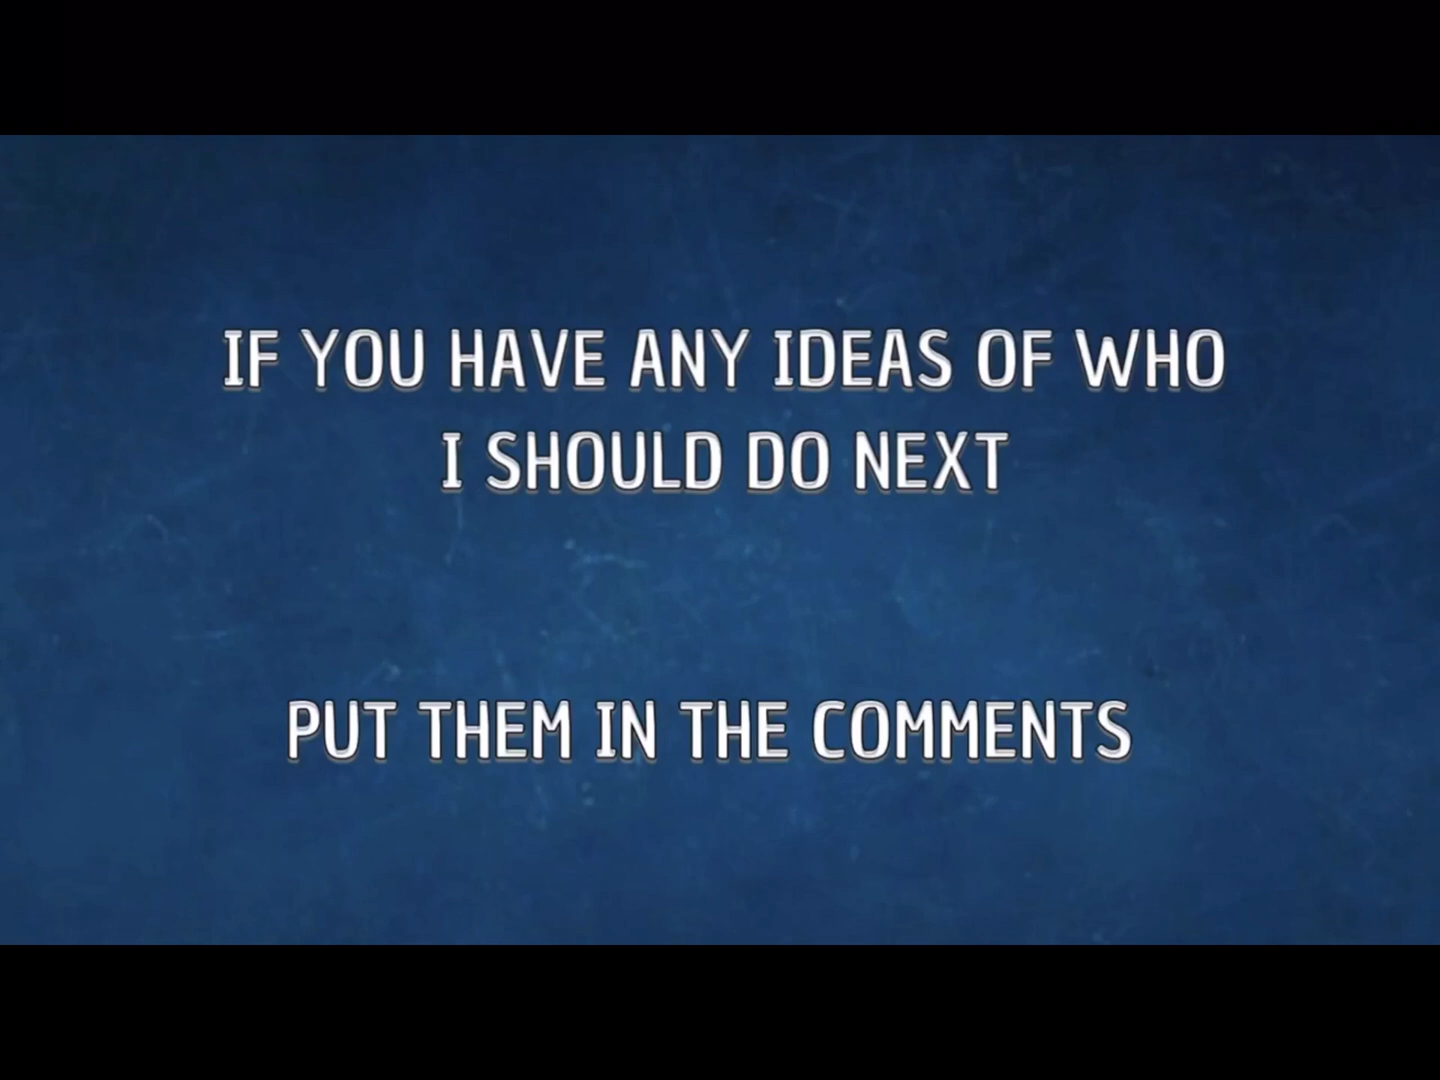 IF YOU HAVE ANY IDEAS OF WHO
I SHOULD DO NEXT
PUT THEM IN THE COMMENTS